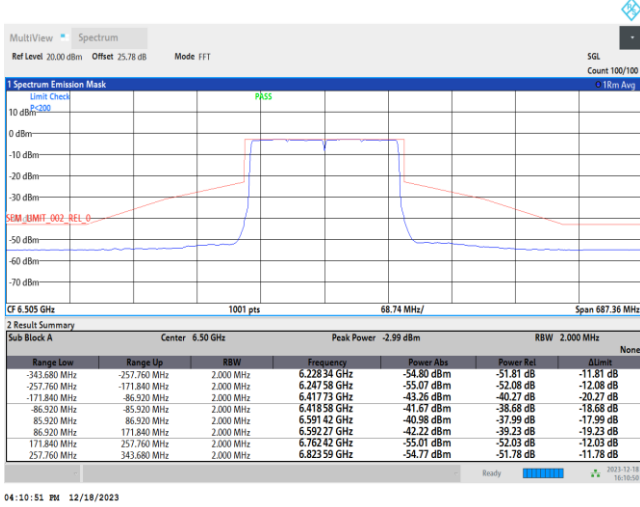 MultiView Spectrum
Ref Level 20.00 dBm Offset 25.78 dB Mode FFT SGL
Count 100/100
1 Spectrum Emission Mask 1Rm Avg
Limit Check PASS
P<200
10 dBm
0 dBm
-10 dBm
-20 dBm
-30 dBm
SEM_LIMIT_002_REL_0
-50 dBm
-60 dBm
-70 dBm
CF 6.505 GHz 1001 pts 68.74 MHz/ Span 687.36 MHz
2 Result Summary
Sub Block A Center 6.50 GHz Peak Power -2.99 dBm RBW 2.000 MHz
None
Range Low Range Up RBW Frequency Power Abs Power Rel ΔLimit
-343.680 MHz -257.760 MHz 2.000 MHz 6.228 34 GHz -54.80 dBm -51.81 dB -11.81 dB
-257.760 MHz -171.840 MHz 2.000 MHz 6.247 58 GHz -55.07 dBm -52.08 dB -12.08 dB
-171.840 MHz -86.920 MHz 2.000 MHz 6.417 73 GHz -43.26 dBm -40.27 dB -20.27 dB
-86.920 MHz -85.920 MHz 2.000 MHz 6.418 58 GHz -41.67 dBm -38.68 dB -18.68 dB
85.920 MHz 86.920 MHz 2.000 MHz 6.591 42 GHz -40.98 dBm -37.99 dB -17.99 dB
86.920 MHz 171.840 MHz 2.000 MHz 6.592 27 GHz -42.22 dBm -39.23 dB -19.23 dB
171.840 MHz 257.760 MHz 2.000 MHz 6.762 42 GHz -55.01 dBm -52.03 dB -12.03 dB
257.760 MHz 343.680 MHz 2.000 MHz 6.823 59 GHz -54.77 dBm -51.78 dB -11.78 dB
Ready 2023-12-18
16:10:50
04:10:51 PM 12/18/2023